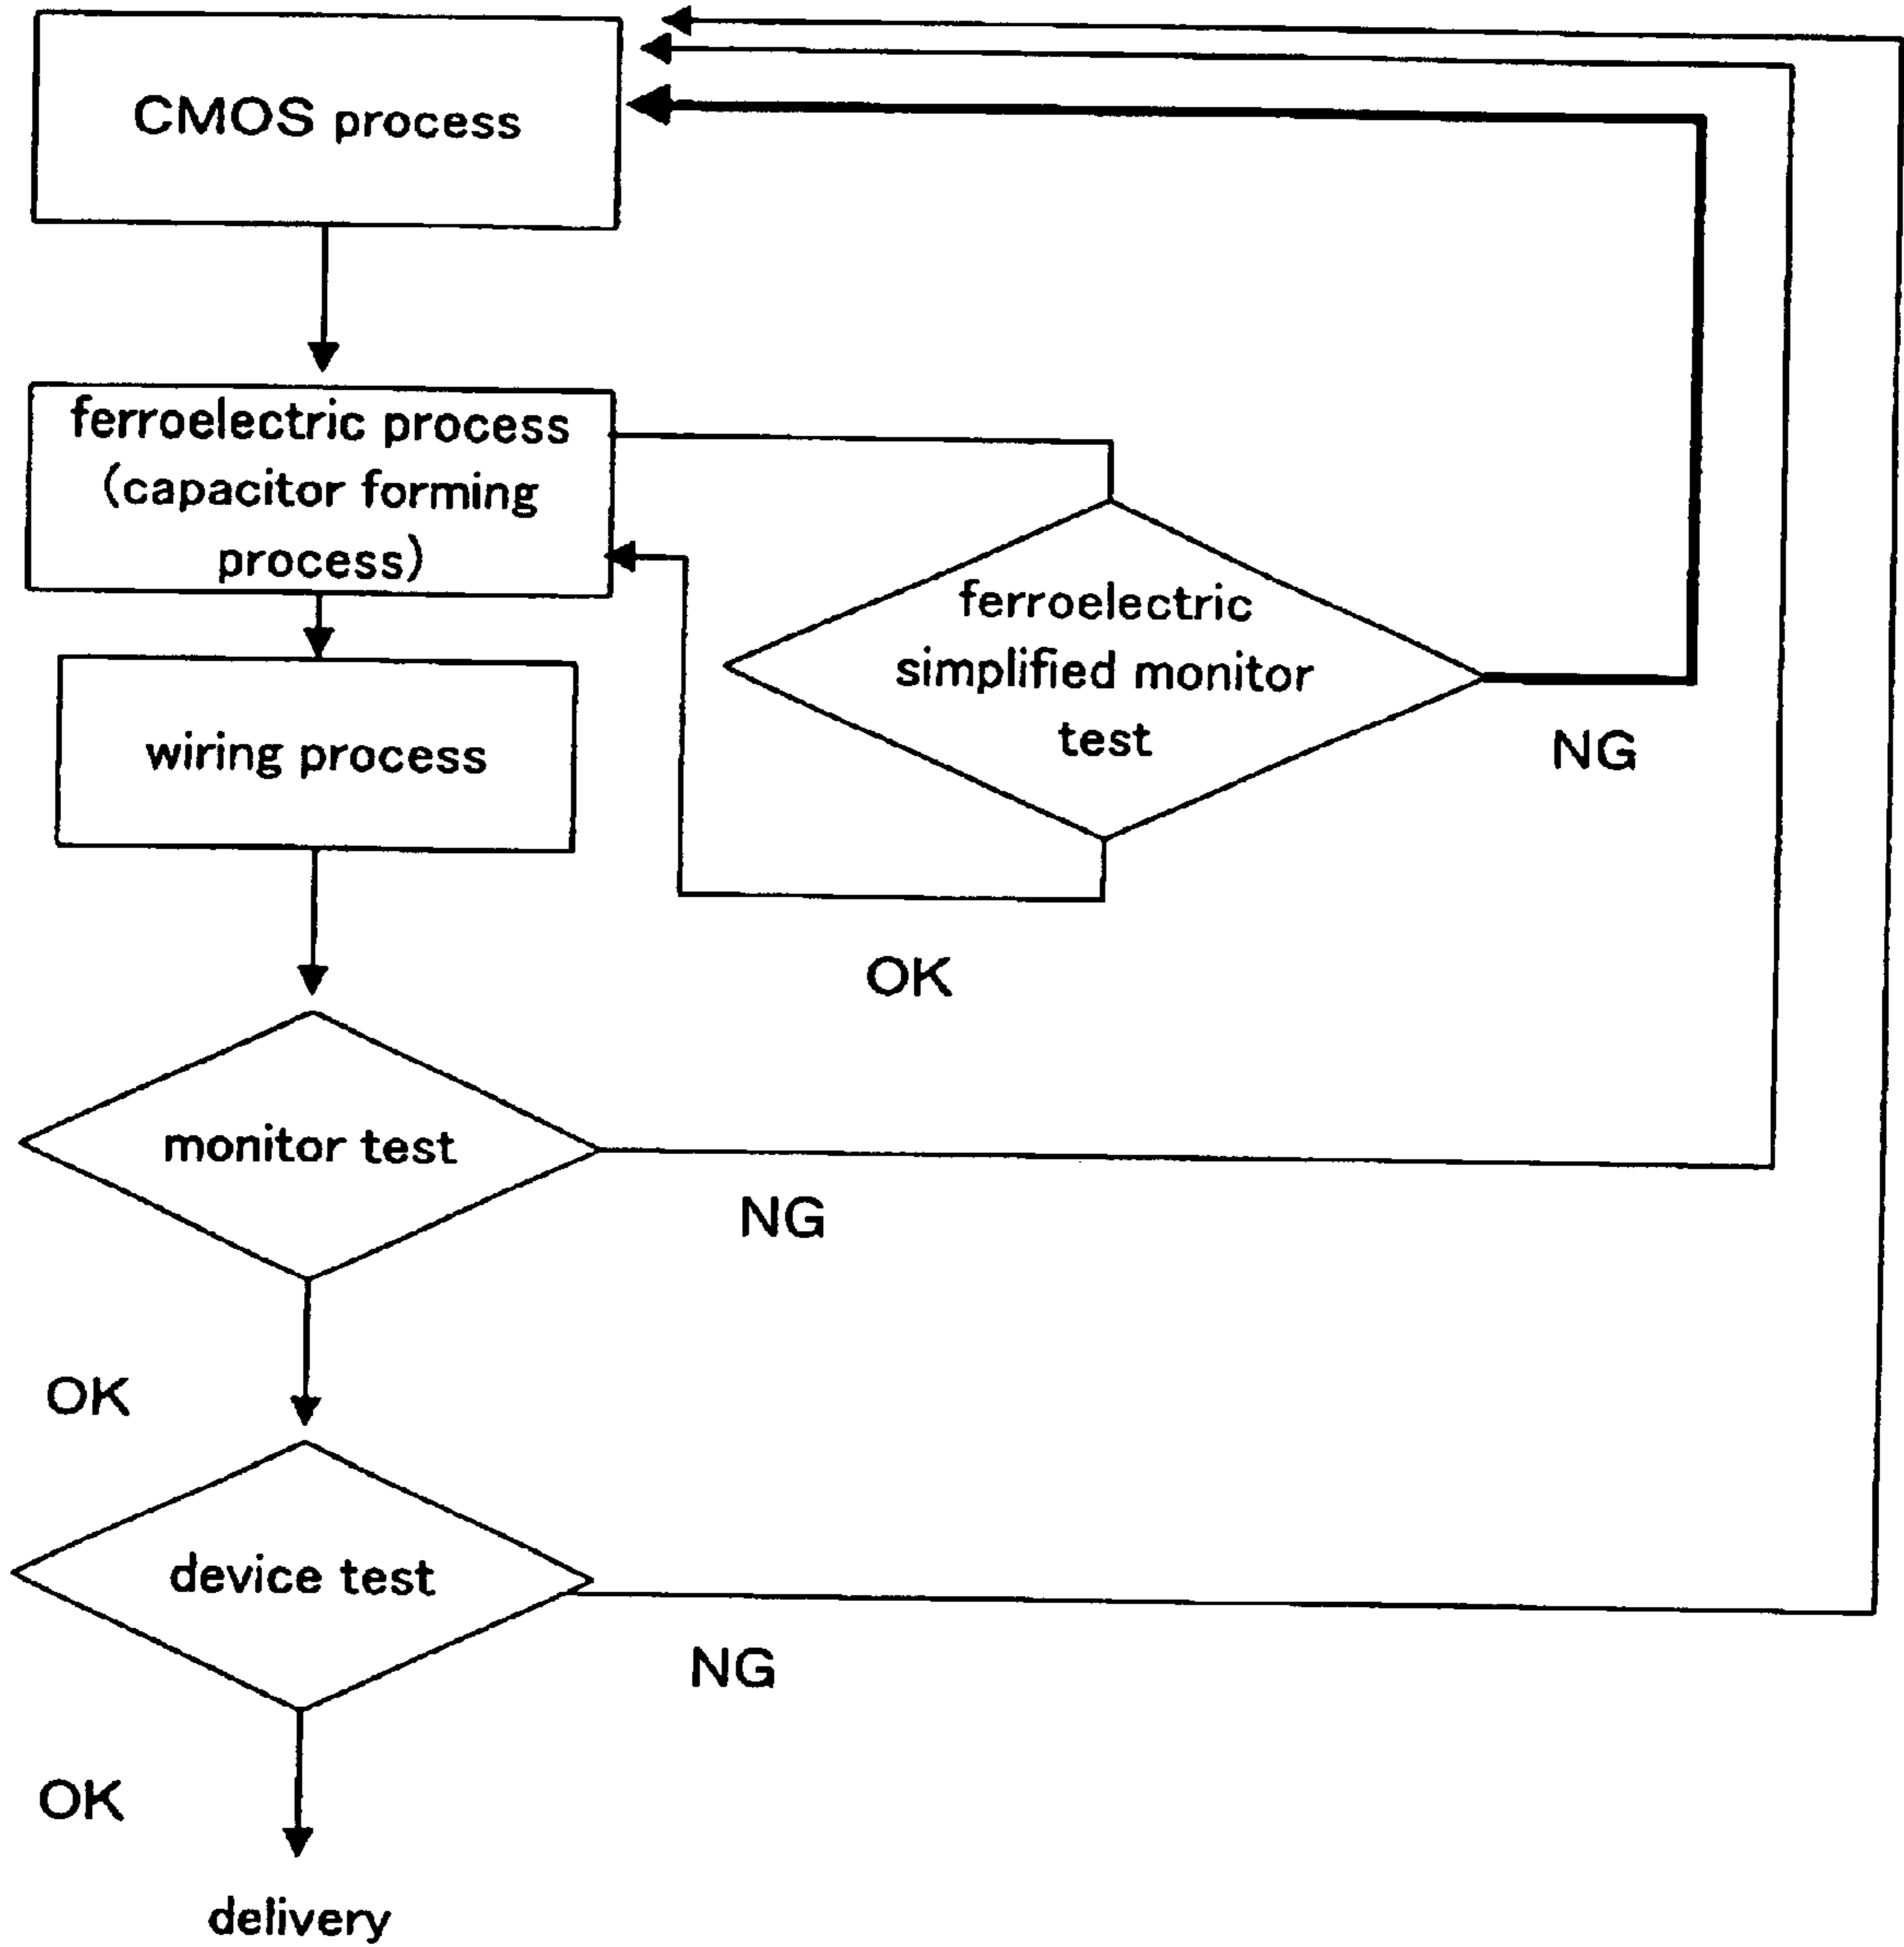 CMOS process
ferroelectric process
(capacitor forming
process)
ferroelectric
simplified monitor
test
NG
wiring process
OK
monitor test
NG
OK
device test
NG
OK
delivery